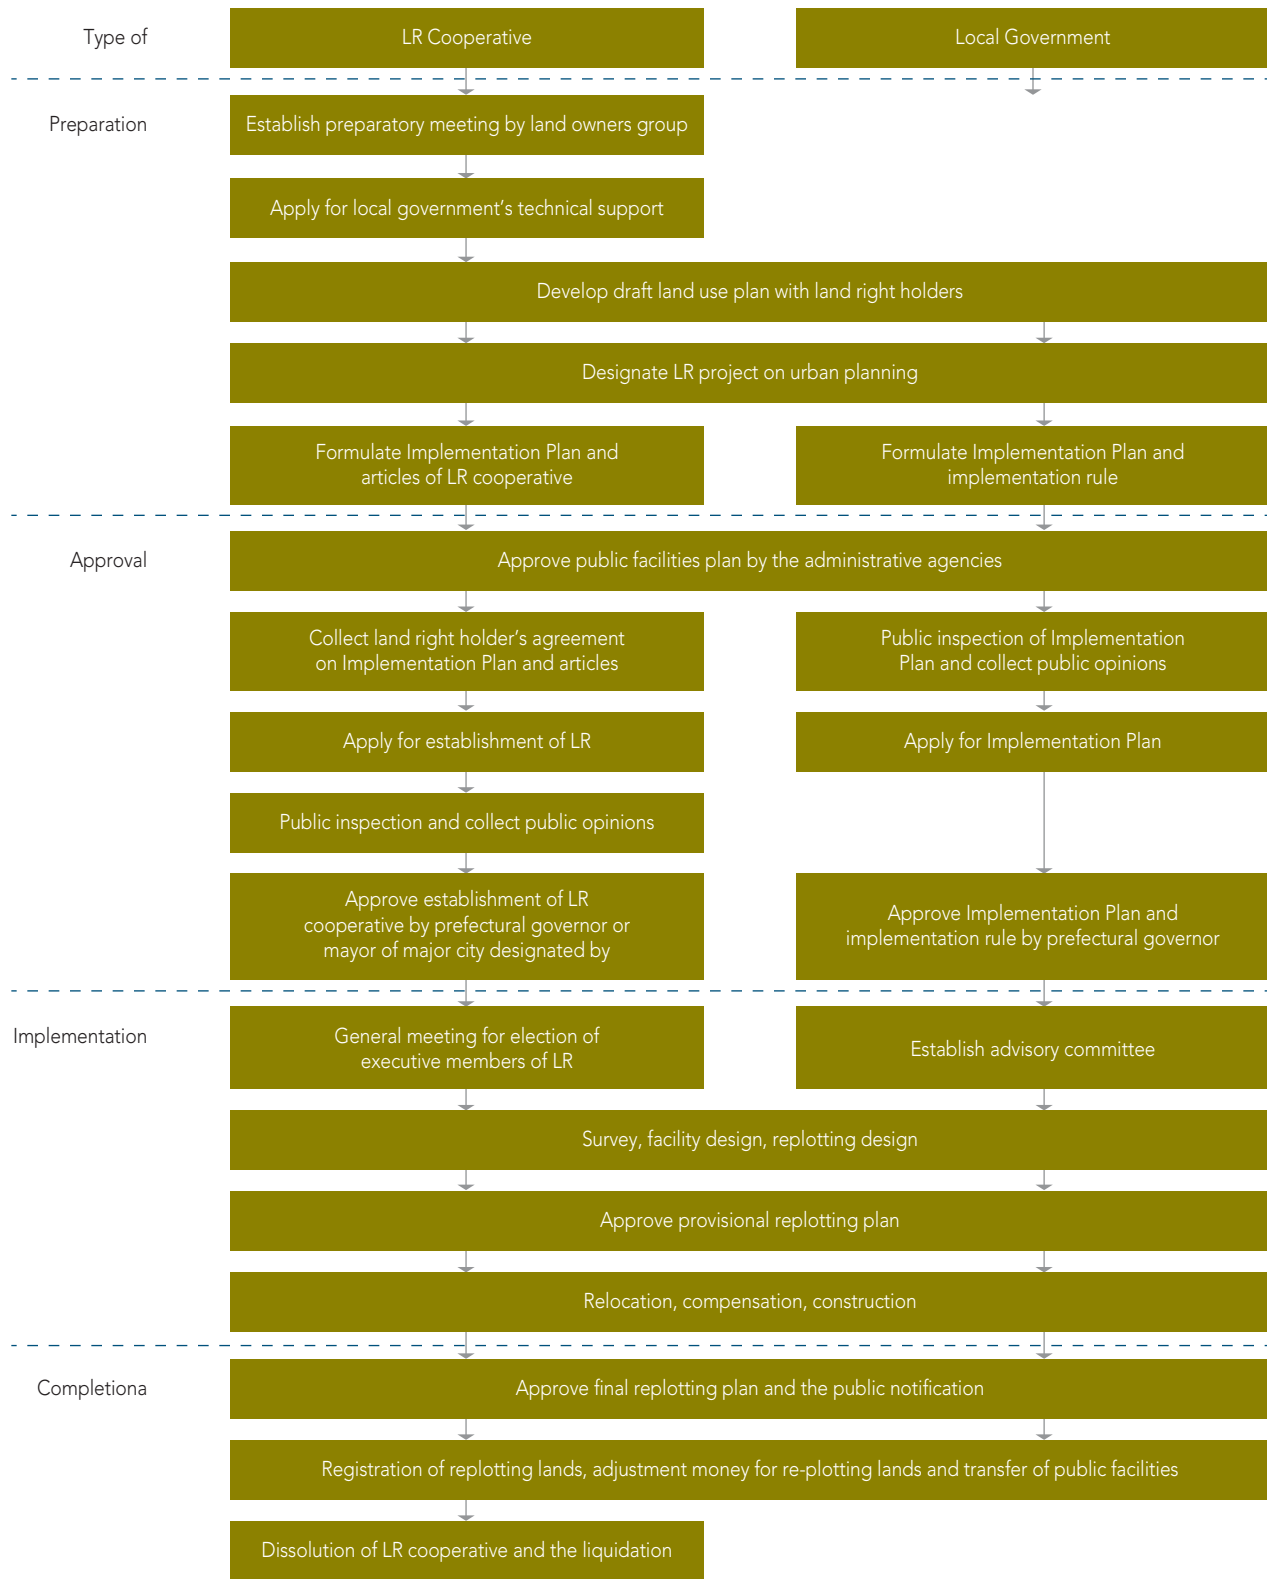 Type of
LR Cooperative
Local Government
Preparation
Establish preparatory meeting by land owners group
Apply for local government's technical support
Develop draft land use plan with land right holders
Designate LR project on urban planning
Formulate Implementation Plan and
articles of LR cooperative
Formulate Implementation Plan and
implementation rule
Approval
Approve public facilities plan by the administrative agencies
Collect land right holder's agreement
on Implementation Plan and articles
Public inspection of Implementation
Plan and collect public opinions
Apply for establishment of LR
Apply for Implementation Plan
Public inspection and collect public opinions
Approve establishment of LR
cooperative by prefectural governor or
mayor of major city designated by
Approve Implementation Plan and
implementation rule by prefectural governor
Implementation
General meeting for election of
executive members of LR
Establish advisory committee
Survey, facility design, replotting design
Approve provisional replotting plan
Relocation, compensation, construction
Completiona
Approve final replotting plan and the public notification
Registration of replotting lands, adjustment money for re-plotting lands and transfer of public facilities
Dissolution of LR cooperative and the liquidation